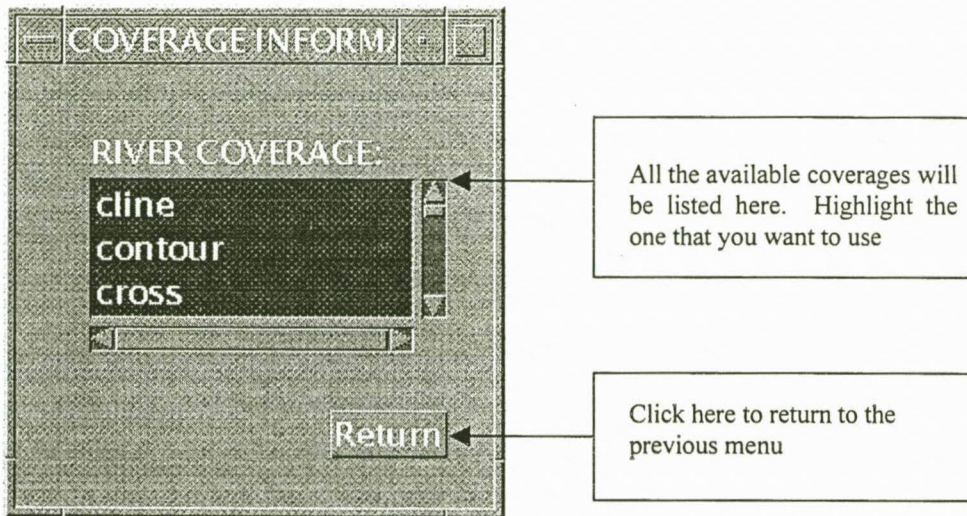 COVERAGE INFORM
RIVER COVERAGE:
cline
contour
cross
Return
All the available coverages will
be listed here. Highlight the
one that you want to use
Click here to return to the
previous menu